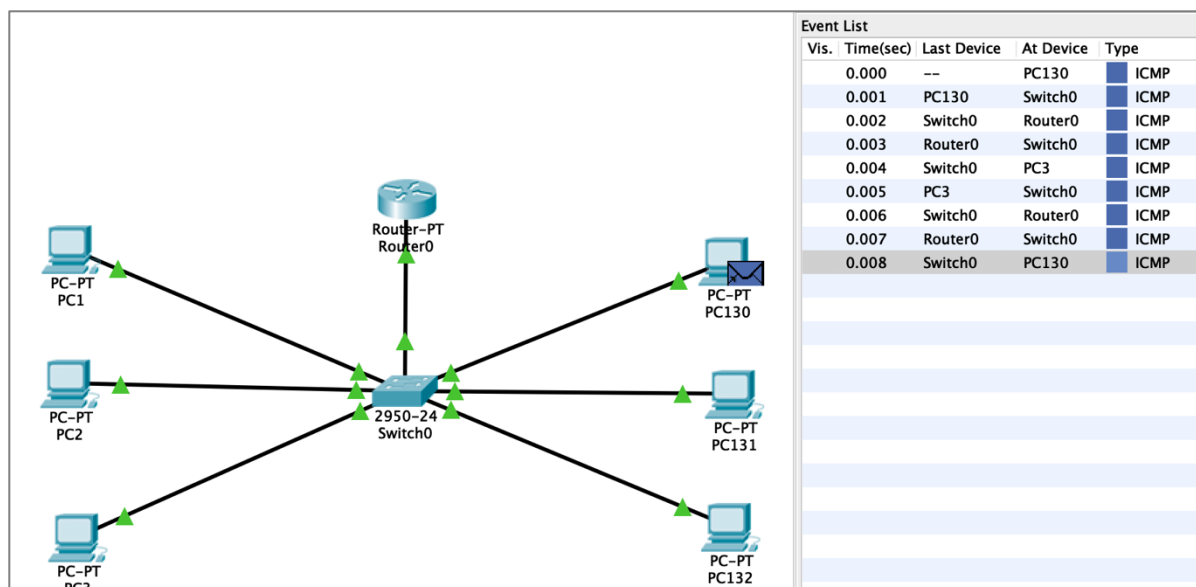 Event List
Vis. Time(sec) Last Device At Device Type
0.000 -- PC130 ICMP
0.001 PC130 Switch0 ICMP
0.002 Switch0 Router0 ICMP
0.003 Router0 Switch0 ICMP
0.004 Switch0 PC3 ICMP
0.005 PC3 Switch0 ICMP
0.006 Switch0 Router0 ICMP
0.007 Router0 Switch0 ICMP
0.008 Switch0 PC130 ICMP
Router-PT
Router0
PC-PT
PC1
PC-PT
PC130
PC-PT
PC2
2950-24
Switch0
PC-PT
PC131
PC-PT
PC3
PC-PT
PC132